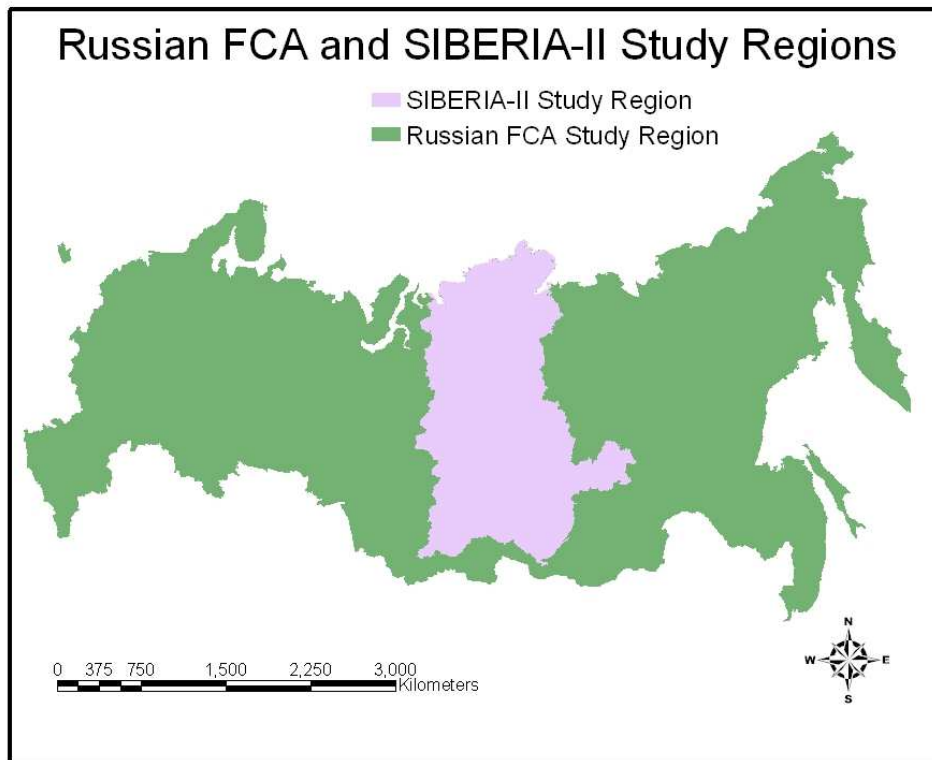 Russian FCA and SIBERIA-II Study Regions
SIBERIA-II Study Region
Russian FCA Study Region
N
W E
S
0 375 750 1,500 2,250 3,000
Kilometers